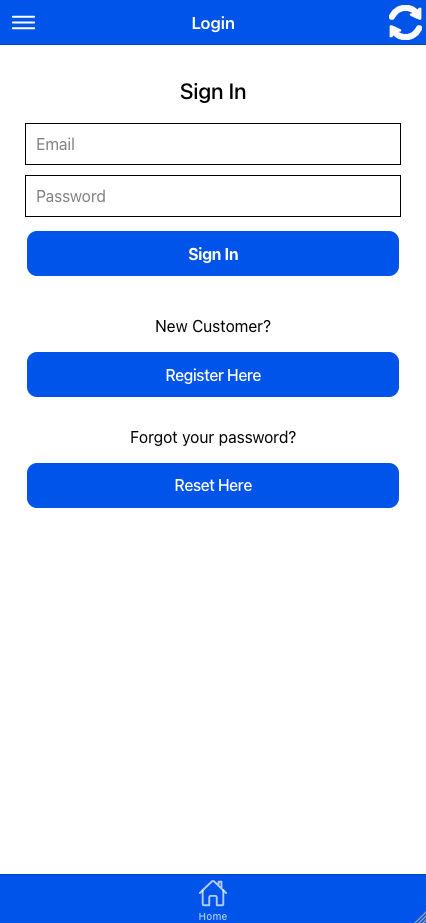 Login
Sign In
Email
Password
Sign In
New Customer?
Register Here
Forgot your password?
Reset Here
Home